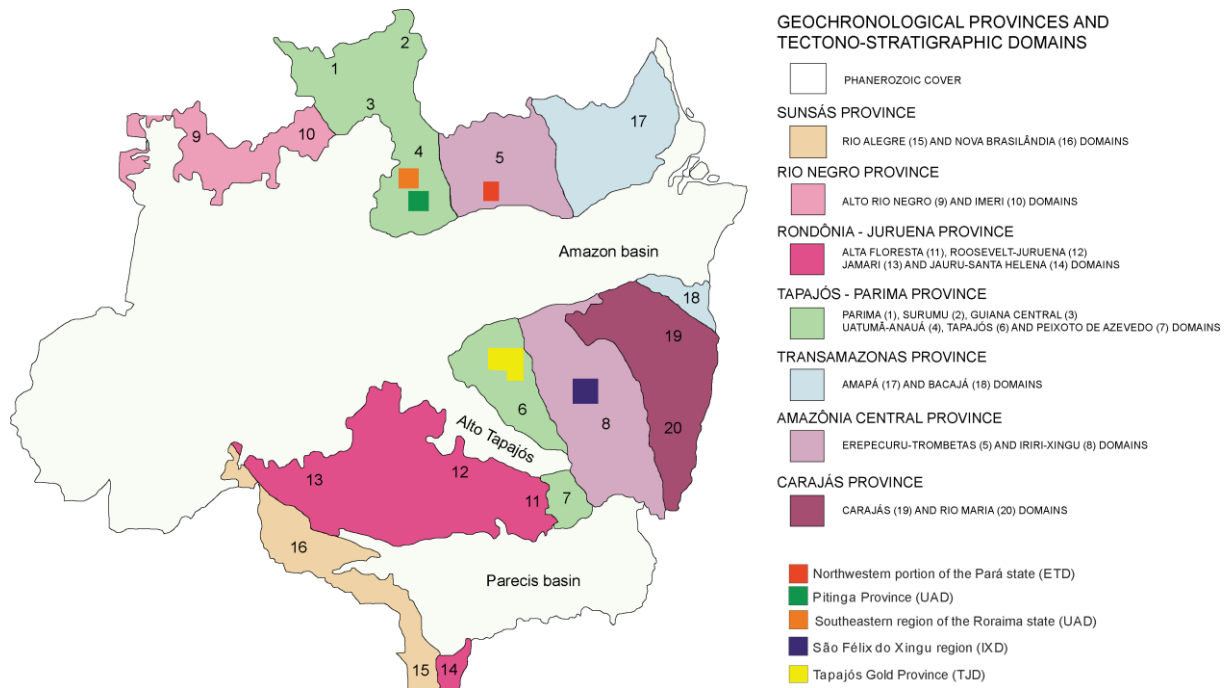 1
2
3
4
5
9
10
17
Amazon basin
18
19
6
8
20
Alto Tapajós
12
13
11
7
16
Parecis basin
15
14
GEOCHRONOLOGICAL PROVINCES AND
TECTONO-STRATIGRAPHIC DOMAINS
PHANEROZOIC COVER
SUNSÁS PROVINCE
RIO ALEGRE (15) AND NOVA BRASILÂNDIA (16) DOMAINS
RIO NEGRO PROVINCE
ALTO RIO NEGRO (9) AND IMERI (10) DOMAINS
RONDÔNIA - JURUENA PROVINCE
ALTA FLORESTA (11), ROOSEVELT-JURUENA (12)
JAMARI (13) AND JAURU-SANTA HELENA (14) DOMAINS
TAPAJÓS - PARIMA PROVINCE
PARIMA (1), SURUMU (2), GUIANA CENTRAL (3)
UATUMÃ-ANAUÁ (4), TAPAJÓS (6) AND PEIXOTO DE AZEVEDO (7) DOMAINS
TRANSAMAZONAS PROVINCE
AMAPÁ (17) AND BACAJÁ (18) DOMAINS
AMAZÔNIA CENTRAL PROVINCE
EREPECURU-TROMBETAS (5) AND IRIRI-XINGU (8) DOMAINS
CARAJÁS PROVINCE
CARAJÁS (19) AND RIO MARIA (20) DOMAINS
Northwestern portion of the Pará state (ETD)
Pitinga Province (UAD)
Southeastern region of the Roraima state (UAD)
São Félix do Xingu region (IXD)
Tapajós Gold Province (TJD)